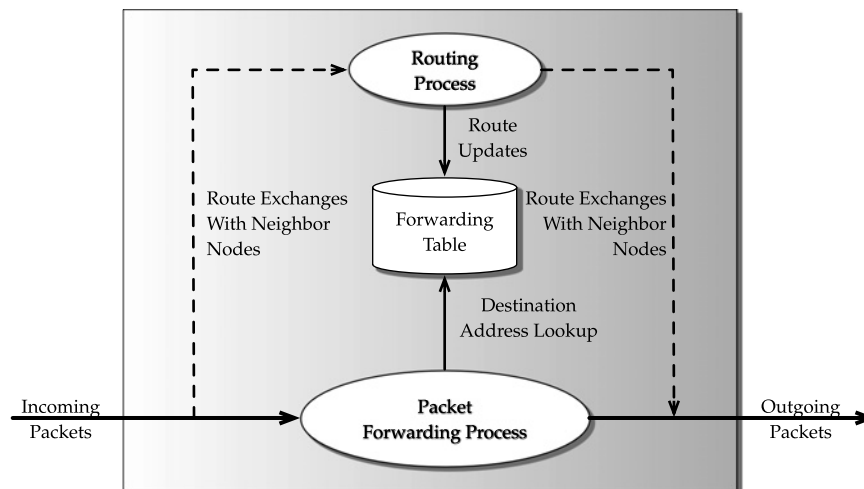 Routing
Process
Route
Updates
Route Exchanges
With Neighbor
Nodes
Forwarding
Table
Route Exchanges
With Neighbor
Nodes
Destination
Address Lookup
Incoming
Packets
Packet
Forwarding Process
Outgoing
Packets